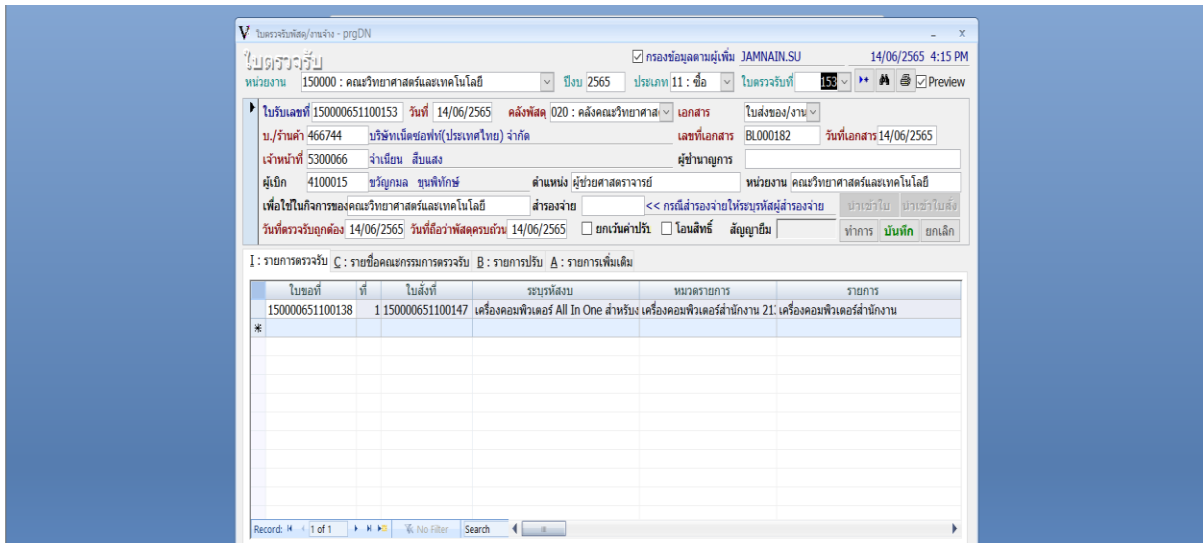 ใบตรวจรับพัสดุ/งานจ้าง - prgDN
ใบตรวจรับ กรองข้อมูลตามผู้เพิ่ม JAMNAIN.SU 14/06/2565 4:15 PM
หน่วยงาน 150000 : คณะวิทยาศาสตร์และเทคโนโลยี ปีงบ 2565 ประเภท 11 : ซื้อ ใบตรวจรับที่ 153 Preview
ใบรับเลขที่ 150000651100153 วันที่ 14/06/2565 คลังพัสดุ 020 : คลังคณะวิทยาศาส เอกสาร ใบส่งของ/งาน
บ./ร้านค้า 466744 บริษัทเน็ตซอฟท์(ประเทศไทย) จำกัด เลขที่เอกสาร BL000182 วันที่เอกสาร 14/06/2565
เจ้าหน้าที่ 5300066 จำเนียน สืบแสง ผู้ชำนาญการ
ผู้เบิก 4100015 ขวัญกมล ขุนพิทักษ์ ตำแหน่ง ผู้ช่วยศาสตราจารย์ หน่วยงาน คณะวิทยาศาสตร์และเทคโนโลยี
เพื่อใช้ในกิจการของ คณะวิทยาศาสตร์และเทคโนโลยี สำรองจ่าย << กรณีสำรองจ่ายให้ระบุรหัสผู้สำรองจ่าย นำเข้าใบ นำเข้าใบสั่ง
วันที่ตรวจรับถูกต้อง 14/06/2565 วันที่ถือว่าพัสดุครบถ้วน 14/06/2565 ยกเว้นค่าปรับ โอนสิทธิ์ สัญญายืม ทำการ บันทึก ยกเลิก
I : รายการตรวจรับ C : รายชื่อคณะกรรมการตรวจรับ B : รายการปรับ A : รายการเพิ่มเติม
ใบขอที่ ที่ ใบสั่งที่ ระบุรหัสงบ หมวดรายการ รายการ
150000651100138 1 150000651100147 เครื่องคอมพิวเตอร์ All In One สำหรับง เครื่องคอมพิวเตอร์สำนักงาน 21: เครื่องคอมพิวเตอร์สำนักงาน
Record: 1 of 1 No Filter Search